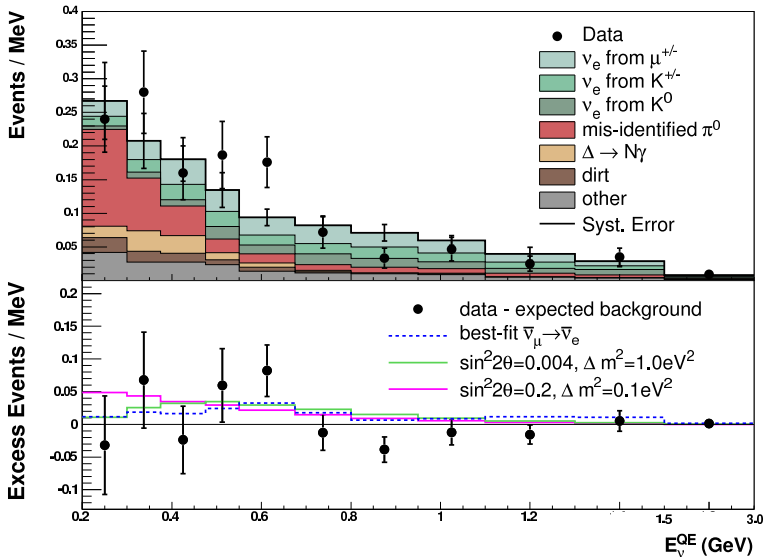 Events / MeV
0.4
0.3
0.25
0.2
0.15
0.1
0.05
Data
νe from μ+/-
νe from K+/-
νe from K0
mis-identified π0
Δ → Nγ
dirt
other
Syst. Error
Excess Events / MeV
0.2
0.15
0.1
0.05
0
-0.05
-0.1
data - expected background
best-fit ν̅μ→ν̅e
sin²2θ=0.004, Δ m²=1.0eV²
sin²2θ=0.2, Δ m²=0.1eV²
0.2 0.4 0.6 0.8 1.0 1.2 1.4 1.5 3.0
EνQE (GeV)